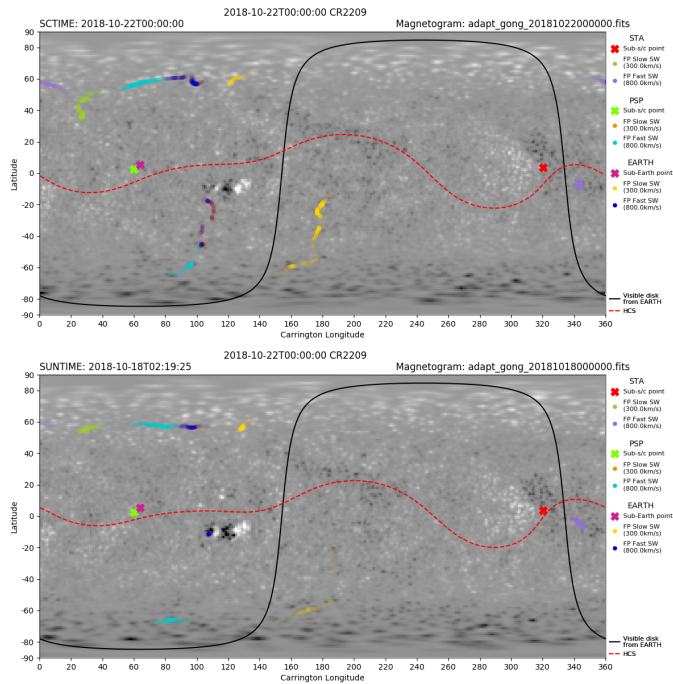 2018-10-22T00:00:00 CR2209
SCTIME: 2018-10-22T00:00:00
Magnetogram: adapt_gong_20181022000000.fits
90
80
60
40
20
0
-20
-40
-60
-80
-90
Latitude
0
20
40
60
80
100
120
140
160
180
200
220
240
260
280
300
320
340
360
Carrington Longitude
STA
Sub-s/c point
FP Slow SW
(300.0km/s)
FP Fast SW
(800.0km/s)
PSP
Sub-s/c point
FP Slow SW
(300.0km/s)
FP Fast SW
(800.0km/s)
EARTH
Sub-Earth point
FP Slow SW
(300.0km/s)
FP Fast SW
(800.0km/s)
Visible disk
from EARTH
HCS
2018-10-22T00:00:00 CR2209
SUNTIME: 2018-10-18T02:19:25
Magnetogram: adapt_gong_20181018000000.fits
90
80
60
40
20
0
-20
-40
-60
-80
-90
Latitude
0
20
40
60
80
100
120
140
160
180
200
220
240
260
280
300
320
340
360
Carrington Longitude
STA
Sub-s/c point
FP Slow SW
(300.0km/s)
FP Fast SW
(800.0km/s)
PSP
Sub-s/c point
FP Slow SW
(300.0km/s)
FP Fast SW
(800.0km/s)
EARTH
Sub-Earth point
FP Slow SW
(300.0km/s)
FP Fast SW
(800.0km/s)
Visible disk
from EARTH
HCS